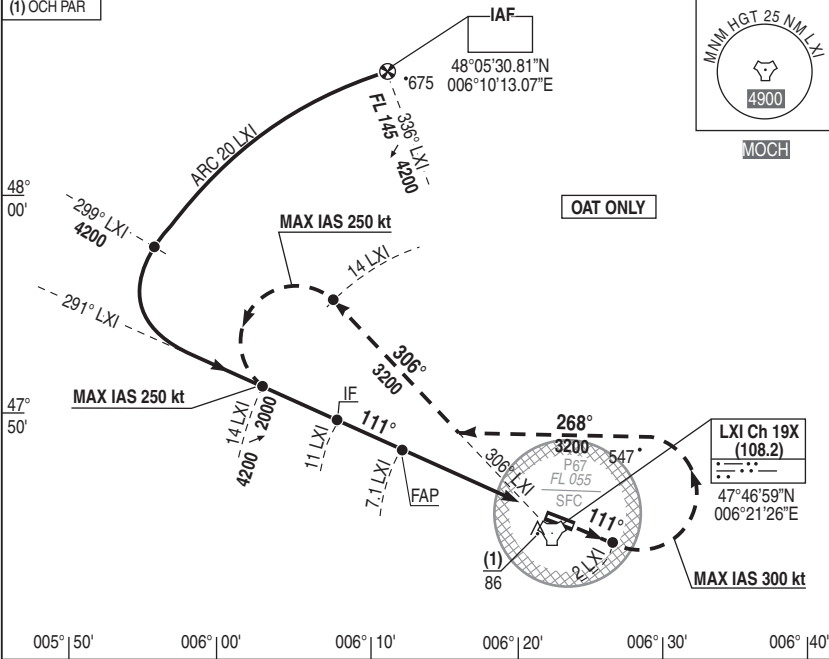 (1) OCH PAR
IAF
48°05'30.81"N
006°10'13.07"E
MNM HGT 25 NM LXI
4900
MOCH
675
336° LXI
FL 145 4200
ARC 20 LXI
48°
00'
OAT ONLY
299° LXI
4200
MAX IAS 250 kt
14 LXI
291° LXI
306°
3200
MAX IAS 250 kt
IF
47°
50'
14 LXI
4200 2000
11 LXI
111°
7.1 LXI
FAP
268°
3200
547
306° LXI
P67
FL 055
SFC
LXI Ch 19X
(108.2)
47°46'59"N
006°21'26"E
111°
(1)
86
2 LXI
MAX IAS 300 kt
005° 50'
006° 00'
006° 10'
006° 20'
006° 30'
006° 40'